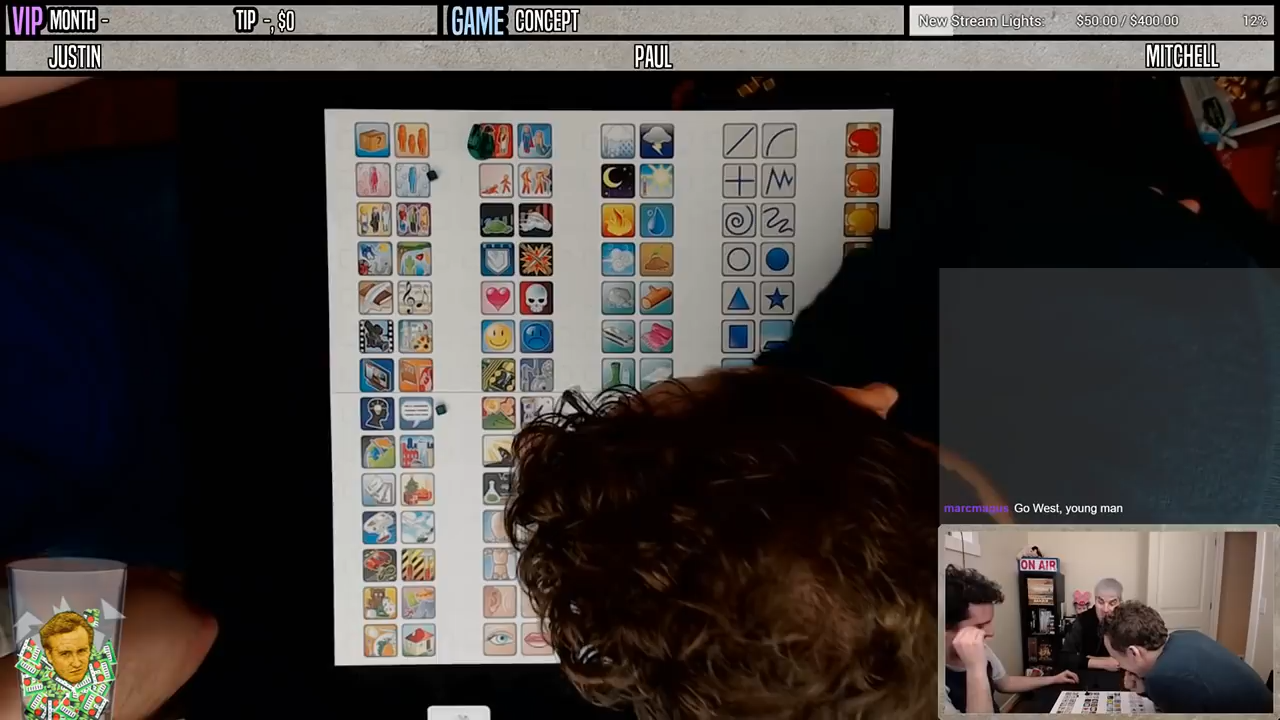 VIP MONTH -
TIP -, $0
GAME CONCEPT
New Stream Lights: $50.00 / $400.00 12%
JUSTIN
PAUL
MITCHELL
marcmagus Go West, young man
ON AIR